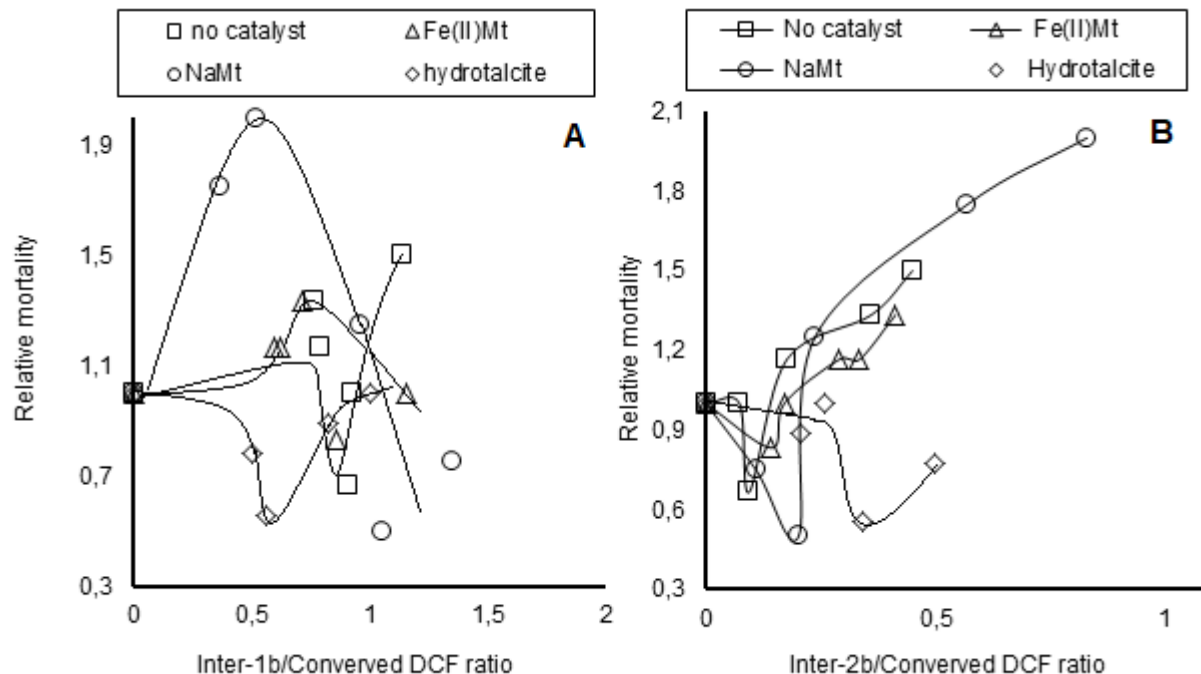 no catalyst Fe(II)Mt
NaMt hydrotalcite
A
1,9
1,5
1,1
0,7
0,3
Relative mortality
0 0,5 1 1,5 2
Inter-1b/Converved DCF ratio
No catalyst Fe(II)Mt
NaMt Hydrotalcite
B
2,1
1,8
1,5
1,2
0,9
0,6
0,3
Relative mortality
0 0,5 1
Inter-2b/Converved DCF ratio